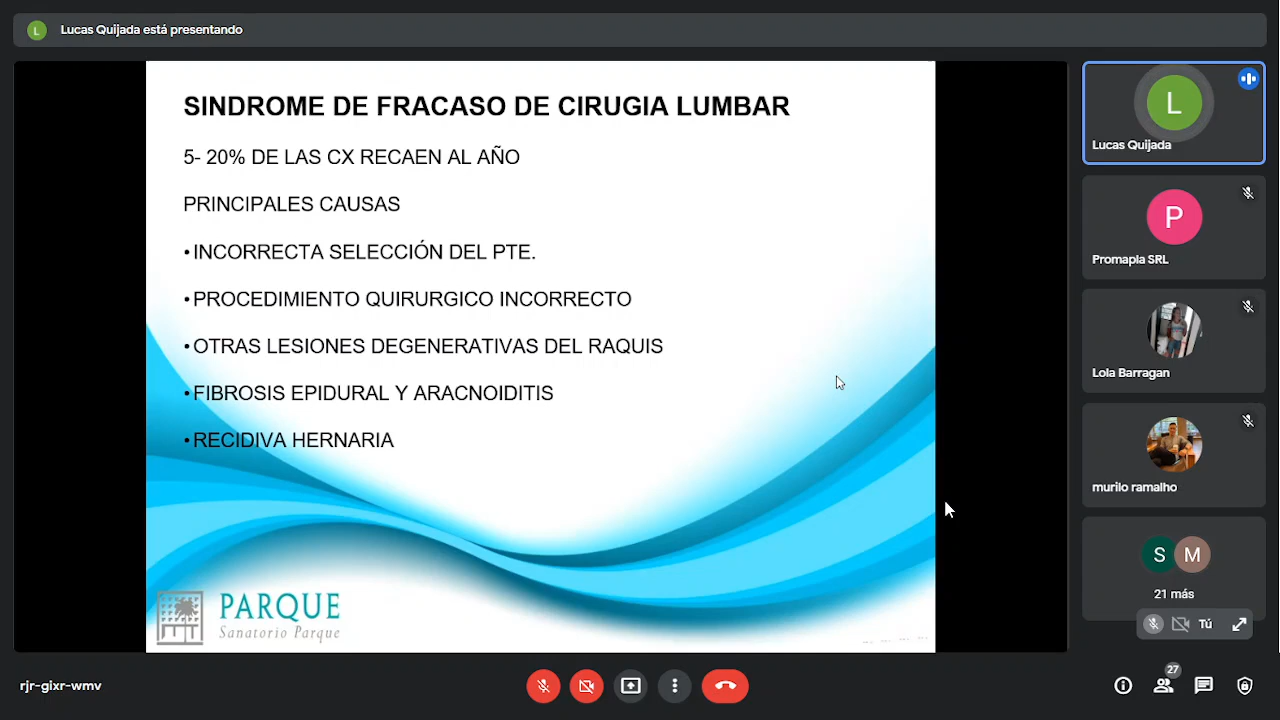 L
Lucas Quijada está presentando
SINDROME DE FRACASO DE CIRUGIA LUMBAR
5- 20% DE LAS CX RECAEN AL AÑO
PRINCIPALES CAUSAS
•INCORRECTA SELECCIÓN DEL PTE.
•PROCEDIMIENTO QUIRURGICO INCORRECTO
•OTRAS LESIONES DEGENERATIVAS DEL RAQUIS
•FIBROSIS EPIDURAL Y ARACNOIDITIS
•RECIDIVA HERNARIA
PARQUE
Sanatorio Parque
L
Lucas Quijada
P
Promapla SRL
Lola Barragan
murilo ramalho
S M
21 más
Tú
rjr-gixr-wmv
27